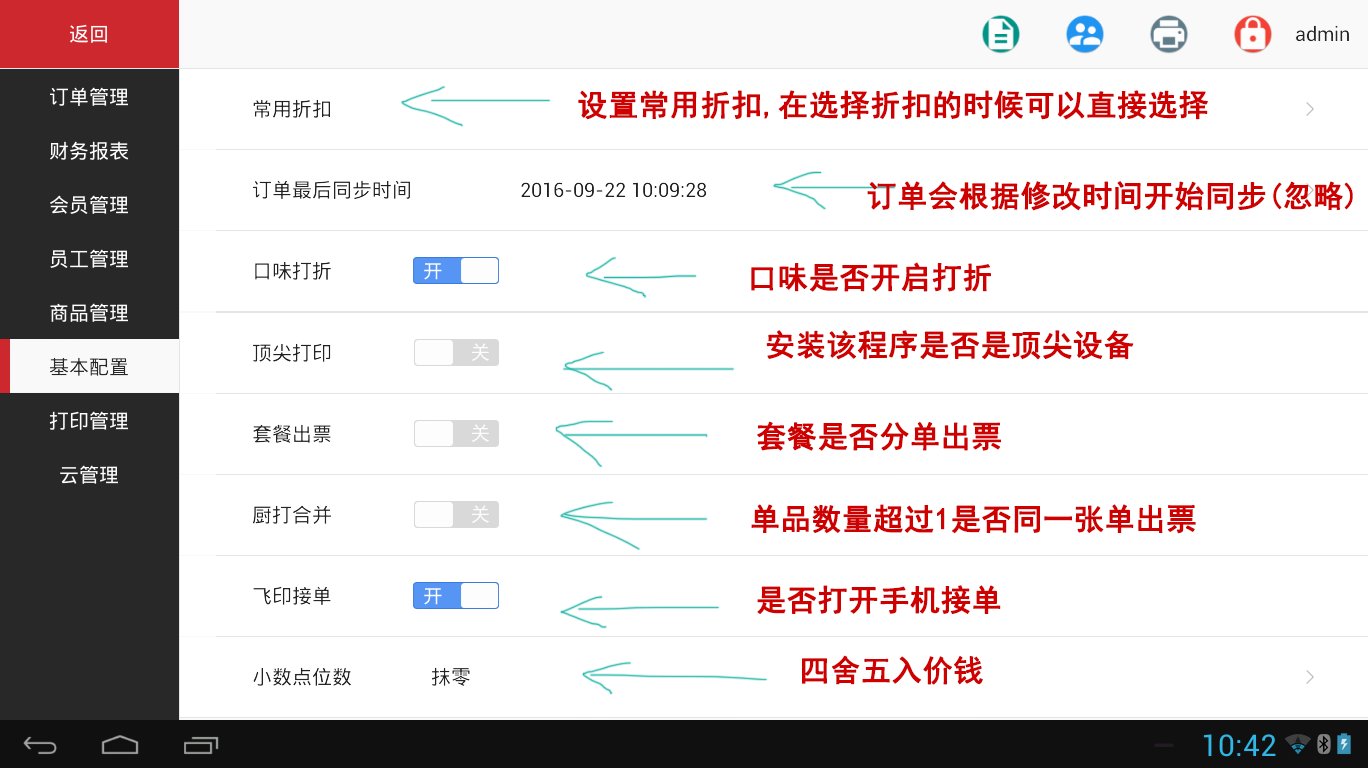 返回
admin
订单管理
财务报表
会员管理
员工管理
商品管理
基本配置
打印管理
云管理
常用折扣
设置常用折扣,在选择折扣的时候可以直接选择
订单最后同步时间 2016-09-22 10:09:28
订单会根据修改时间开始同步(忽略)
口味打折 开
口味是否开启打折
顶尖打印 关
安装该程序是否是顶尖设备
套餐出票 关
套餐是否分单出票
厨打合并 关
单品数量超过1是否同一张单出票
飞印接单 开
是否打开手机接单
小数点位数 抹零
四舍五入价钱
10:42